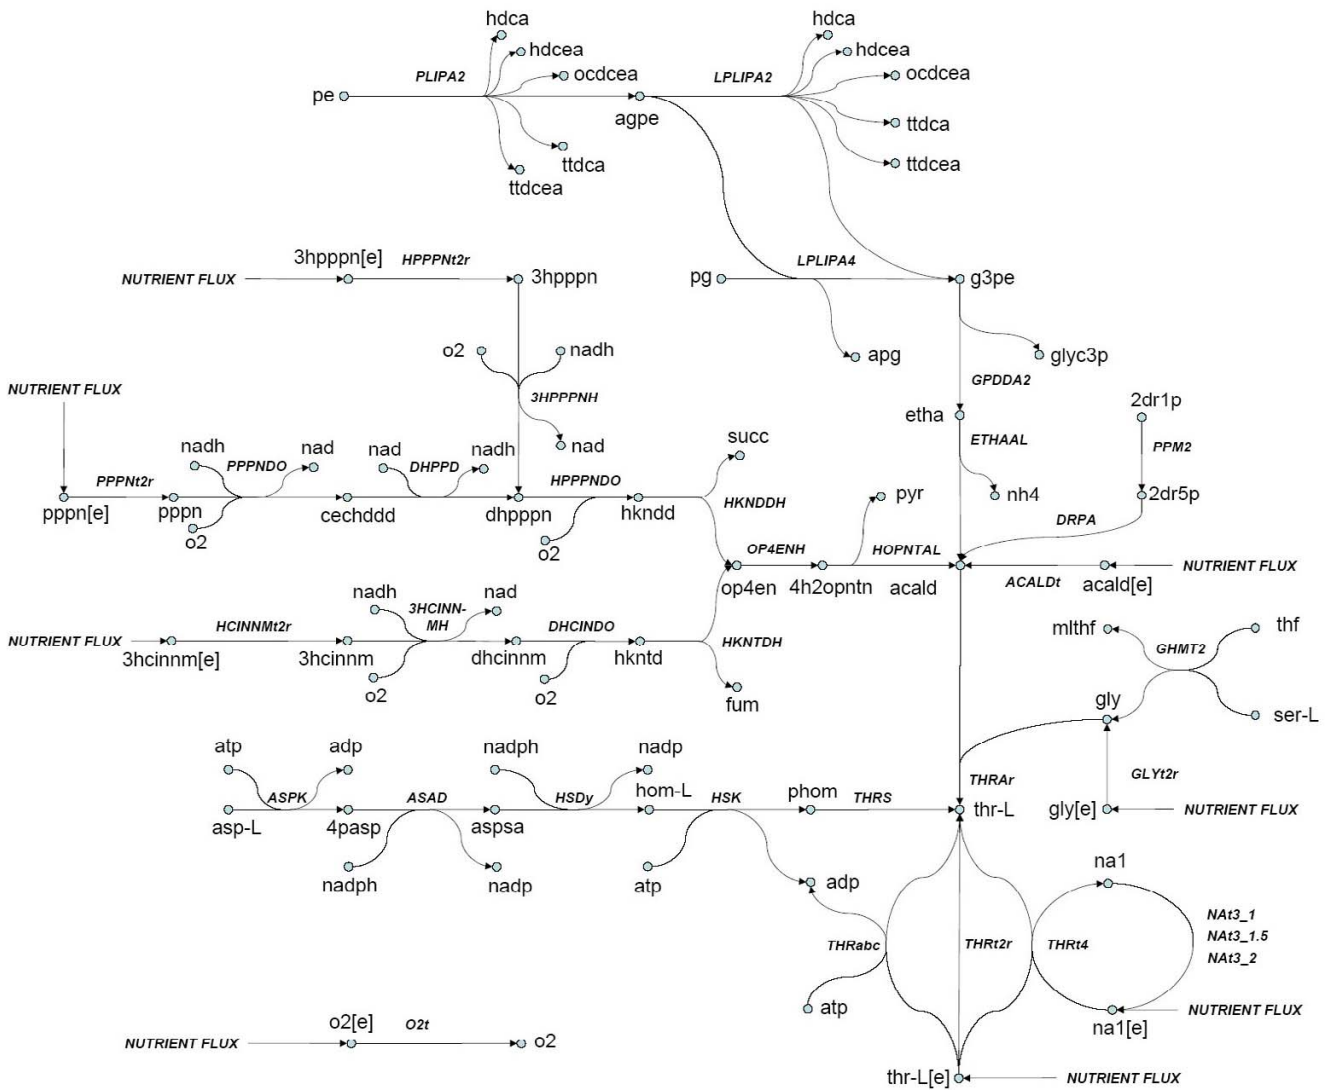 hdca
hdca
hdcea
hdcea
PLIPA2
ocdcea
LPLIPA2
ocdcea
pe
agpe
ttdca
ttdca
ttdcea
ttdcea
3hpppn[e]
HPPPNt2r
LPLIPA4
NUTRIENT FLUX
3hpppn
pg
g3pe
o2
nadh
apg
glyc3p
GPDDA2
NUTRIENT FLUX
3HPPPNH
2dr1p
etha
nadh
nad
nad
nadh
nad
succ
ETHAAL
PPM2
PPPNDO
DHPPD
PPPNt2r
HPPPNDO
pyr
nh4
2dr5p
pppn[e]
pppn
cechddd
dhpppn
hkndd
HKNDDH
o2
o2
DRPA
OP4ENH
HOPNTAL
NUTRIENT FLUX
op4en
4h2opntn
acald
ACALDt
acald[e]
nadh
3HCINN-
MH
nad
HCINNMt2r
DHCINDO
mlthf
thf
NUTRIENT FLUX
HKNTDH
GHMT2
3hcinnm[e]
3hcinnm
dhcinnm
hkntd
o2
o2
fum
gly
ser-L
atp
adp
nadph
nadp
THRAr
GLYt2r
ASPK
ASAD
HSDy
hom-L
HSK
phom
THRS
asp-L
4pasp
aspsa
thr-L
gly[e]
NUTRIENT FLUX
nadph
nadp
atp
adp
na1
NAt3_1
NAt3_1.5
NAt3_2
THRabc
THRt2r
THRt4
atp
NUTRIENT FLUX
o2[e]
O2t
na1[e]
NUTRIENT FLUX
o2
thr-L[e]
NUTRIENT FLUX